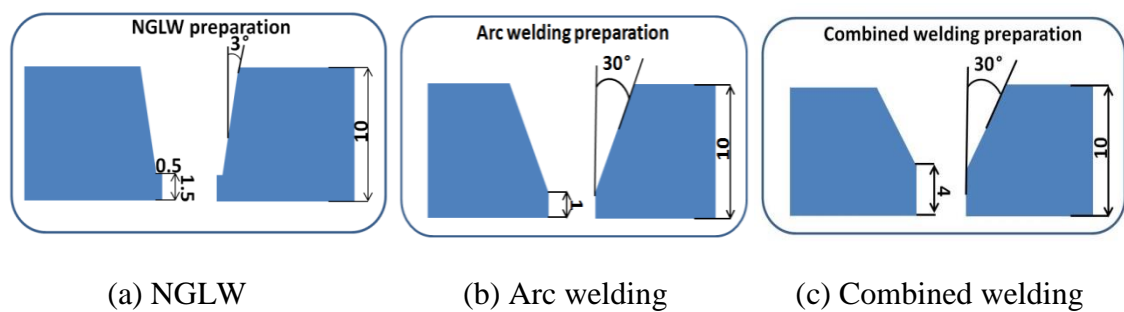 NGLW preparation
3°
0.5
1.5
10
Arc welding preparation
30°
1
10
Combined welding preparation
30°
4
10
(a) NGLW
(b) Arc welding
(c) Combined welding